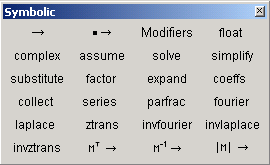 Symbolic
→ ▪ → Modifiers float
complex assume solve simplify
substitute factor expand coeffs
collect series parfrac fourier
laplace ztrans invfourier invlaplace
invztrans Mᵀ → M⁻¹ → |M| →